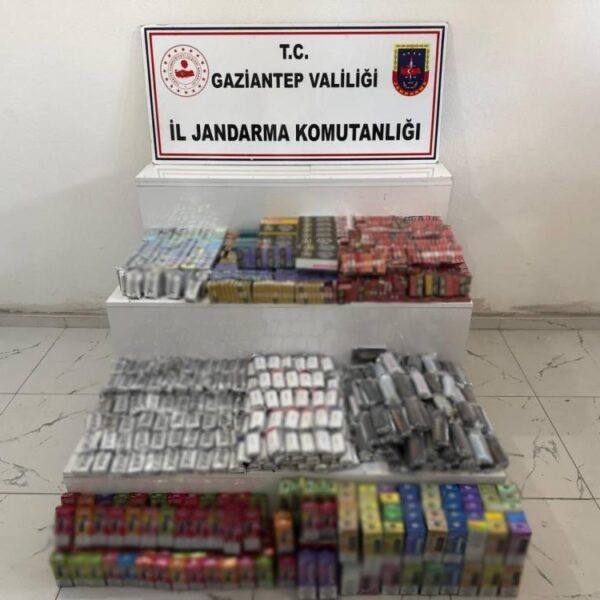 T.C.
GAZİANTEP VALİLİĞİ
İL JANDARMA KOMUTANLIĞI